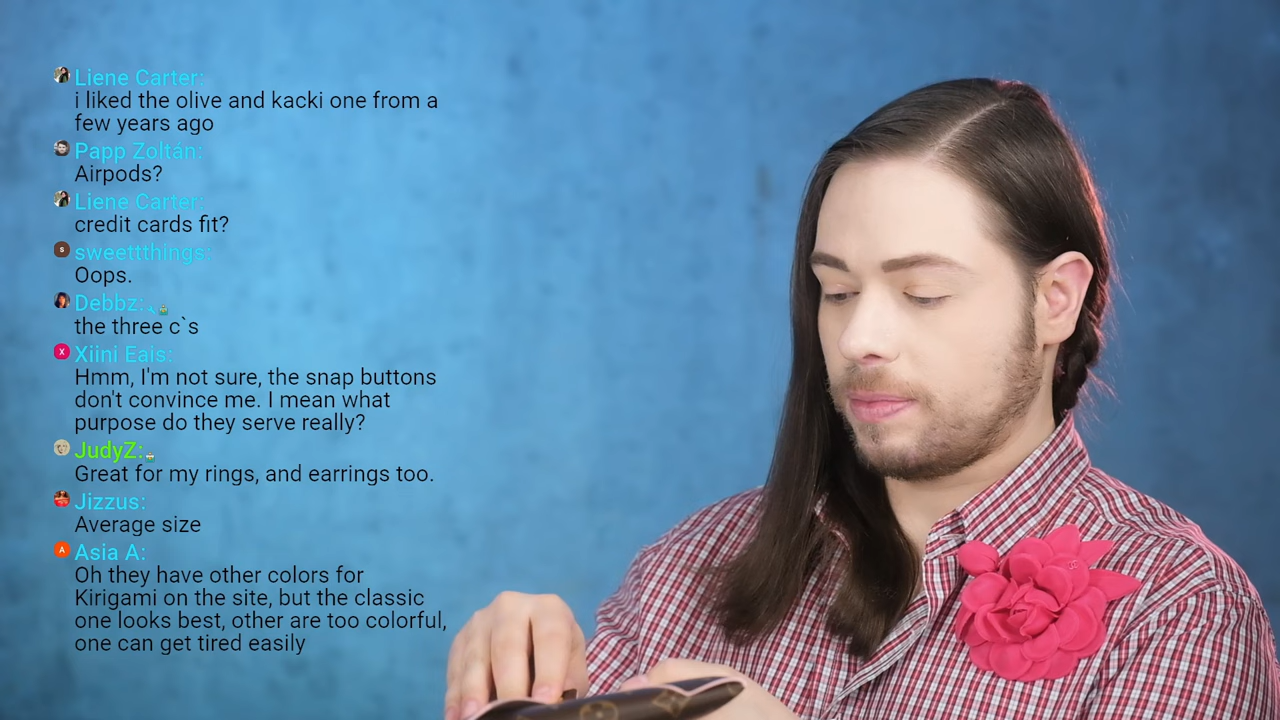 Liene Carter:
i liked the olive and kacki one from a
few years ago
Papp Zoltán:
Airpods?
Liene Carter:
credit cards fit?
sweettthings:
Oops.
Debbz:
the three c`s
Xiini Eais:
Hmm, I'm not sure, the snap buttons
don't convince me. I mean what
purpose do they serve really?
JudyZ:
Great for my rings, and earrings too.
Jizzus:
Average size
Asia A:
Oh they have other colors for
Kirigami on the site, but the classic
one looks best, other are too colorful,
one can get tired easily